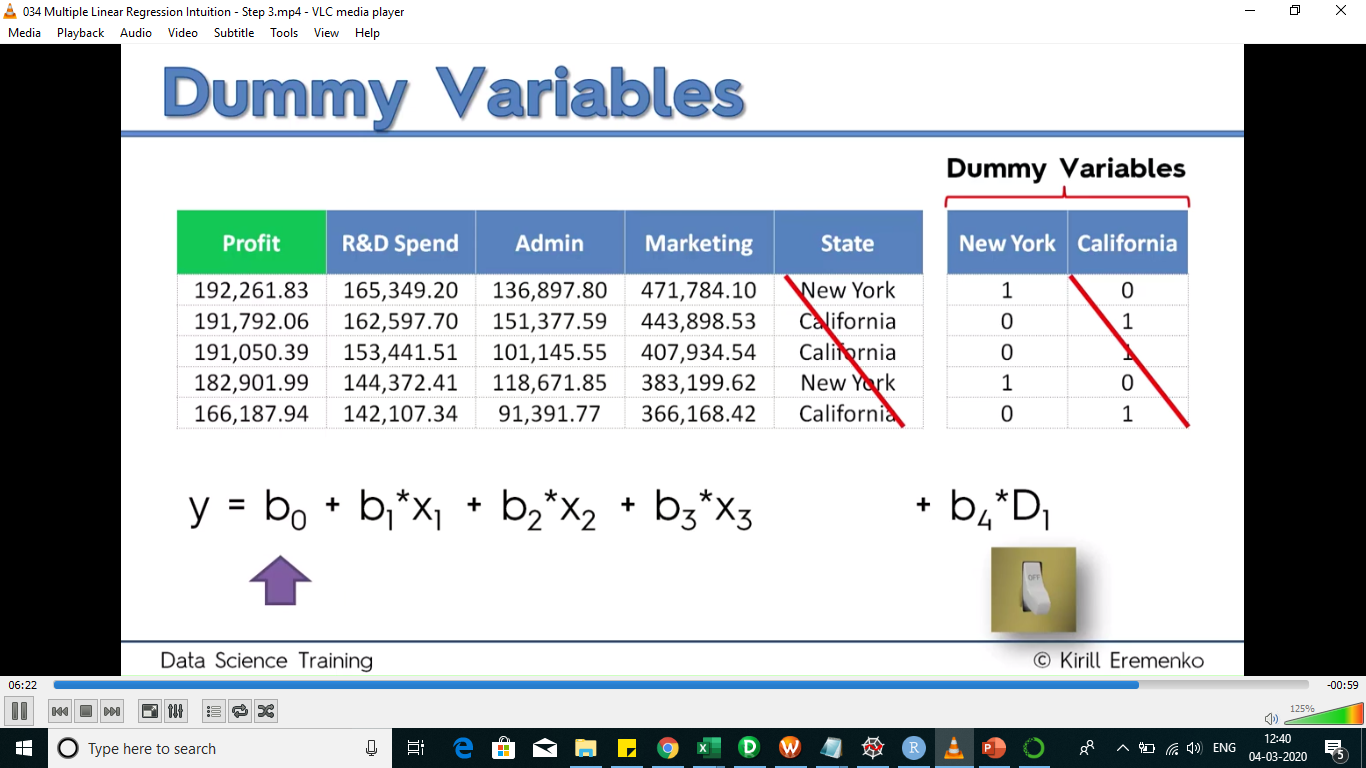 034 Multiple Linear Regression Intuition - Step 3.mp4 - VLC media player
Media Playback Audio Video Subtitle Tools View Help
Dummy Variables
Dummy Variables
Profit R&D Spend Admin Marketing State New York California
192,261.83 165,349.20 136,897.80 471,784.10 New York 1 0
191,792.06 162,597.70 151,377.59 443,898.53 California 0 1
191,050.39 153,441.51 101,145.55 407,934.54 California 0 1
182,901.99 144,372.41 118,671.85 383,199.62 New York 1 0
166,187.94 142,107.34 91,391.77 366,168.42 California 0 1
y = b₀ + b₁*x₁ + b₂*x₂ + b₃*x₃ + b₄*D₁
OFF
Data Science Training © Kirill Eremenko
06:22 -00:59
125%
Type here to search ENG 12:40
04-03-2020 5